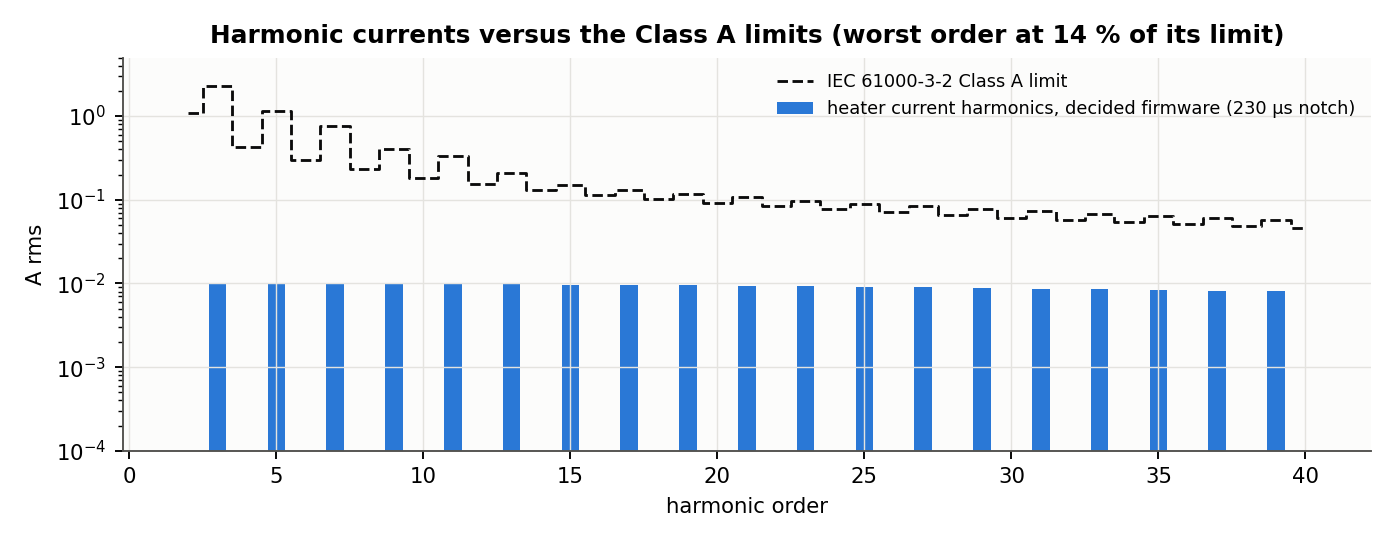 Harmonic currents versus the Class A limits (worst order at 14 % of its limit)
IEC 61000-3-2 Class A limit
heater current harmonics, decided firmware (230 µs notch)
A rms
10⁰
10⁻¹
10⁻²
10⁻³
10⁻⁴
0 5 10 15 20 25 30 35 40
harmonic order